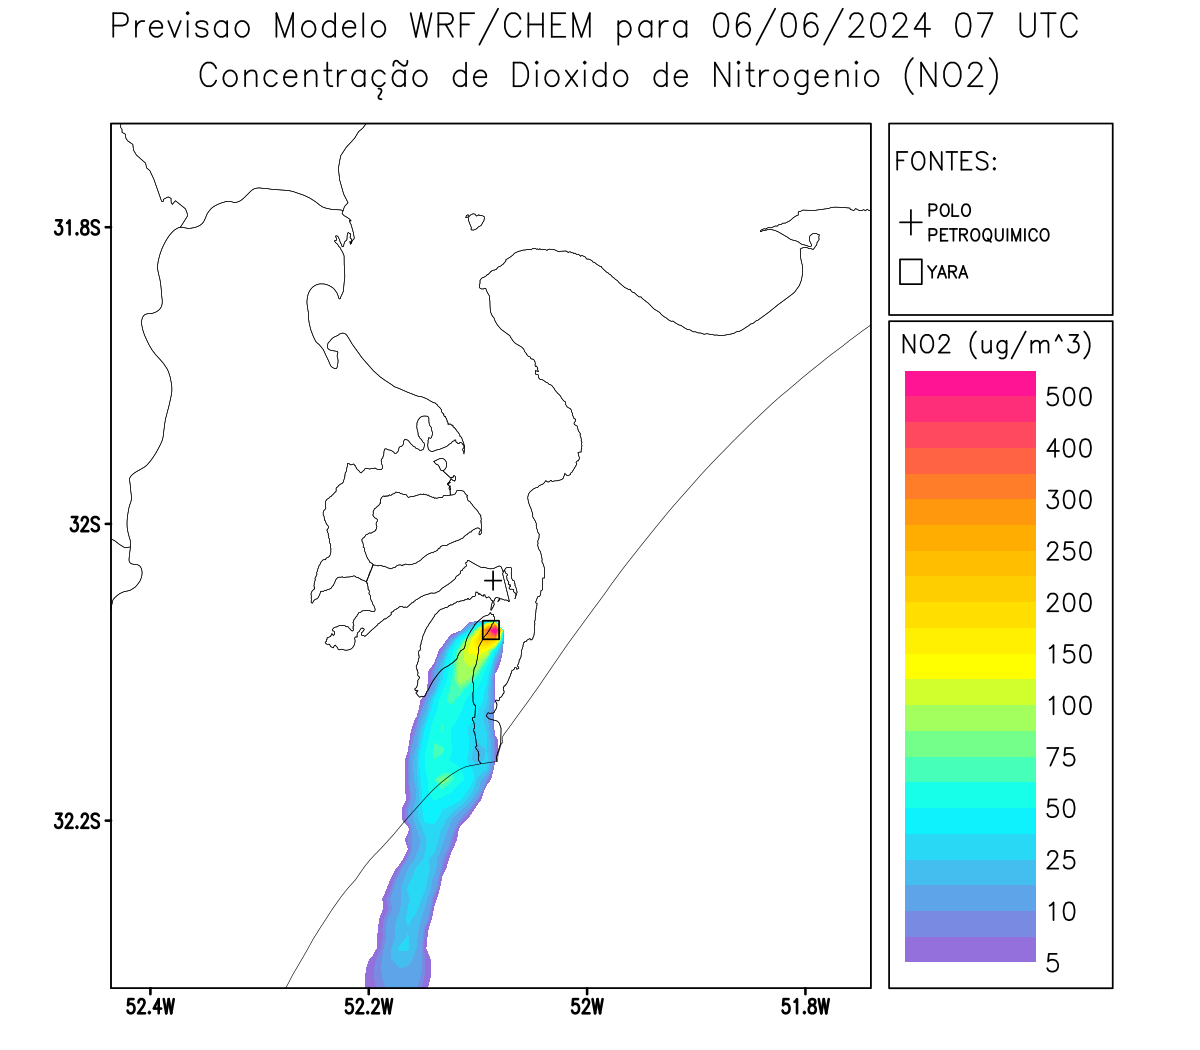 Previsao Modelo WRF/CHEM para 06/06/2024 07 UTC
Concentração de Dioxido de Nitrogenio (NO2)
FONTES:
POLO
PETROQUIMICO
YARA
NO2 (ug/m^3)
500
400
300
250
200
150
100
75
50
25
10
5
31.8S
32S
32.2S
52.4W
52.2W
52W
51.8W